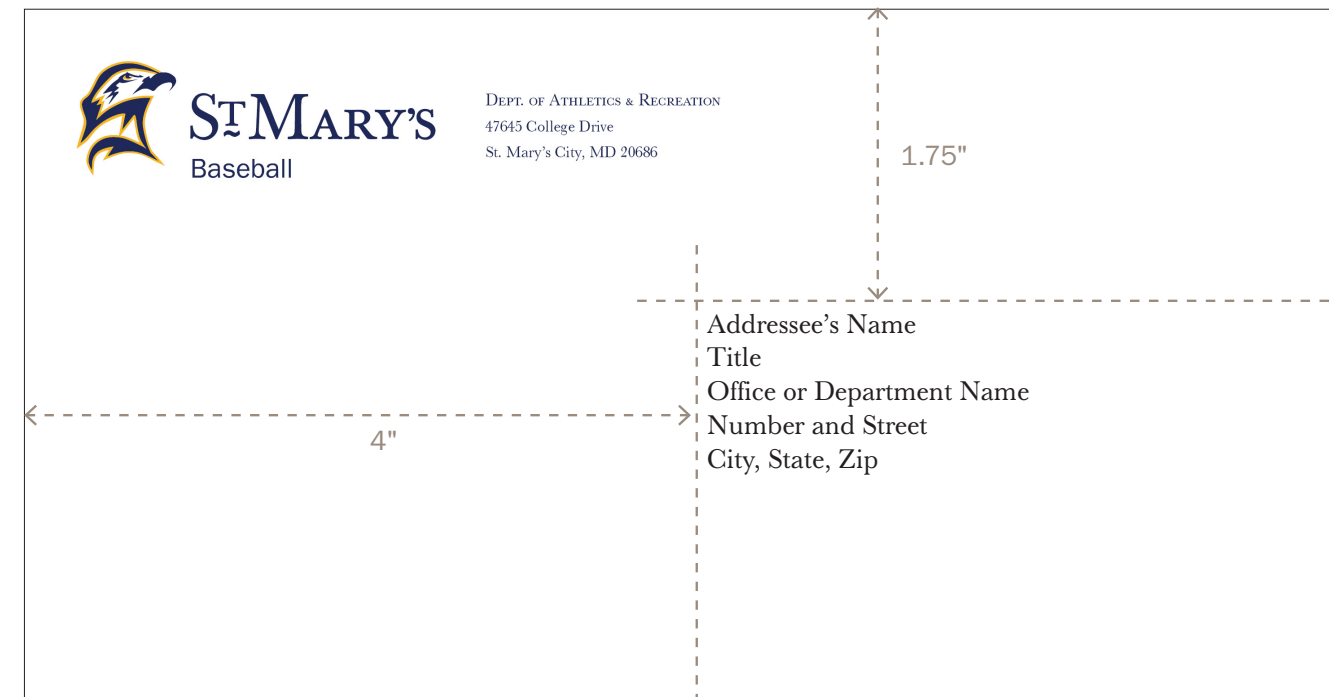 ST MARY'S
Baseball
DEPT. OF ATHLETICS & RECREATION
47645 College Drive
St. Mary's City, MD 20686
1.75"
Addressee's Name
Title
Office or Department Name
Number and Street
City, State, Zip
4"